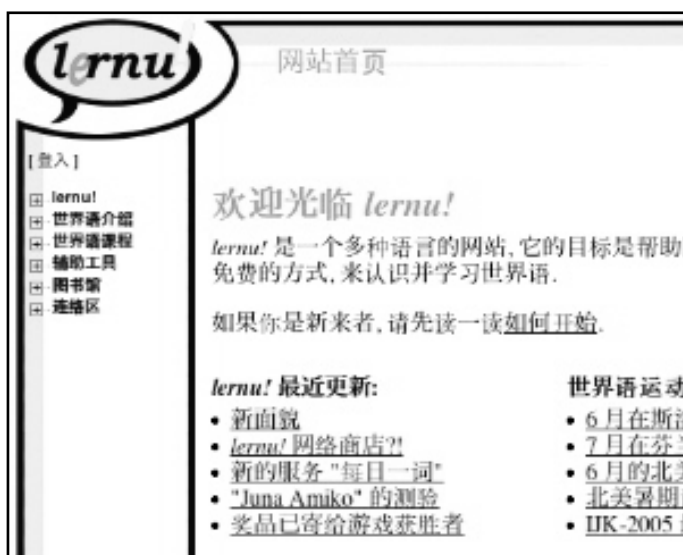 lernu!
网站首页
[登入]
lernu!
世界语介绍
世界语课程
辅助工具
图书馆
连络区
欢迎光临 lernu!
lernu! 是一个多种语言的网站, 它的目标是帮助
免费的方式, 来认识并学习世界语.
如果你是新来者, 请先读一读如何开始.
lernu! 最近更新:
• 新面貌
• lernu! 网络商店?!
• 新的服务 "每日一词"
• "Juna Amiko" 的测验
• 奖品已寄给游戏获胜者
世界语运动
• 6 月在斯洛
• 7 月在芬兰
• 6 月的北美
• 北美暑期
• IJK-2005